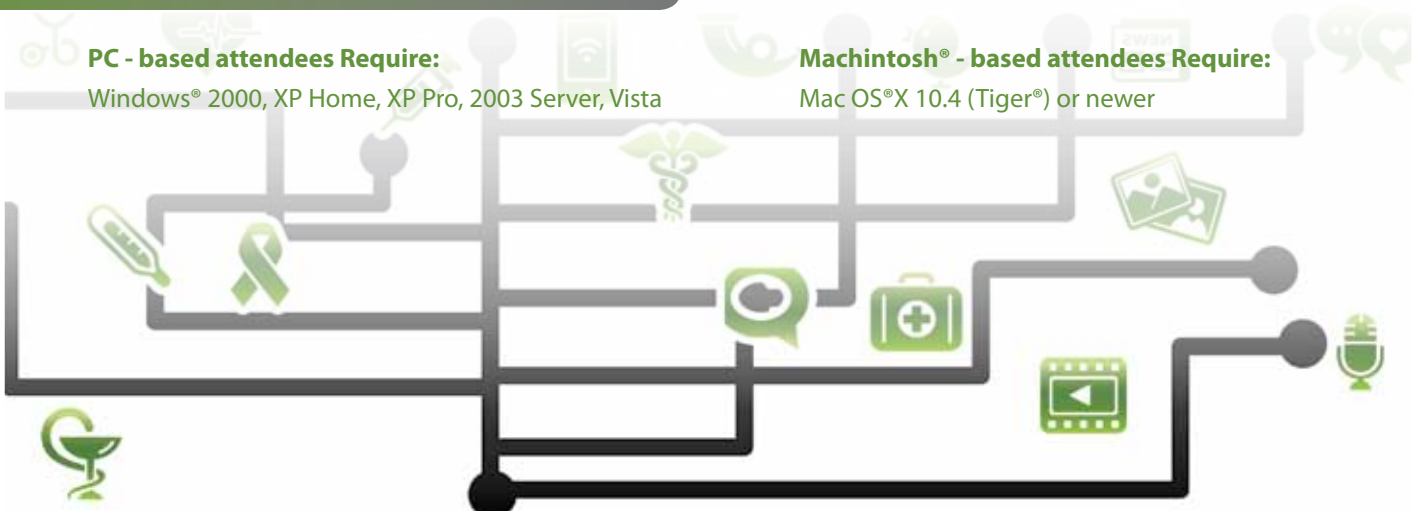 PC - based attendees Require:
Windows® 2000, XP Home, XP Pro, 2003 Server, Vista
Machintosh® - based attendees Require:
Mac OS®X 10.4 (Tiger®) or newer
NEWS